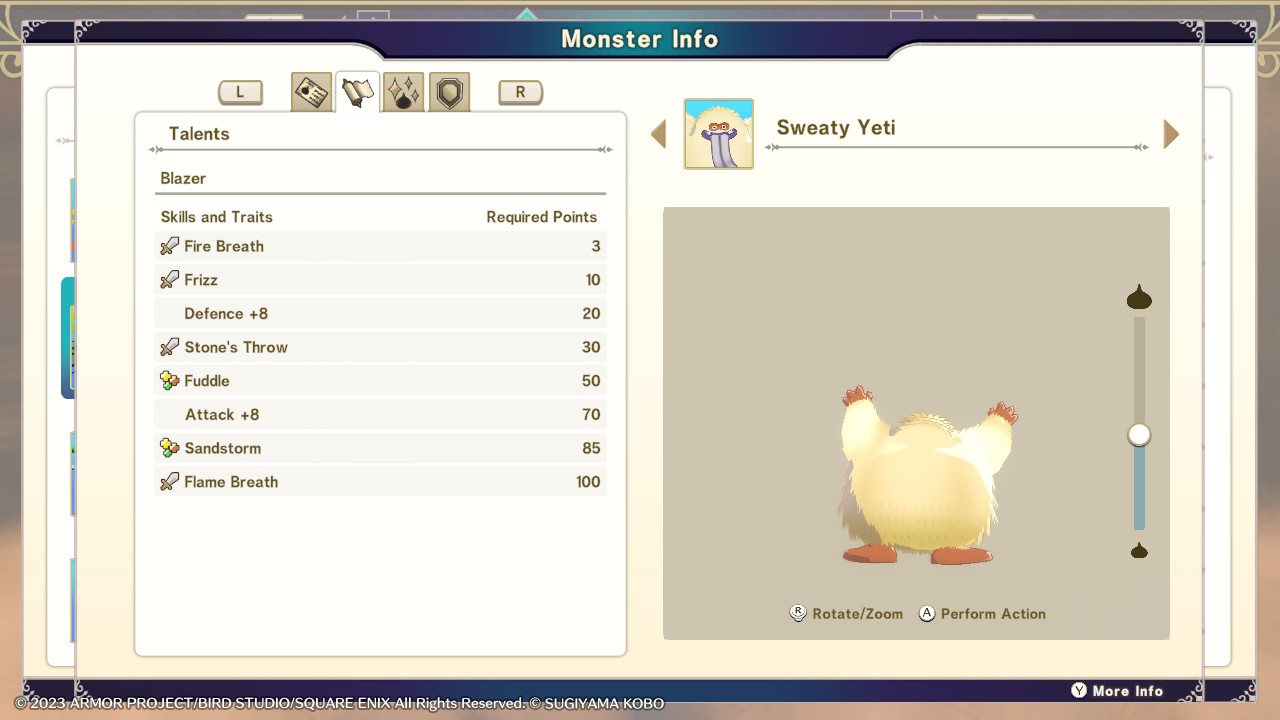 Monster Info
L
R
Talents
Blazer
Skills and Traits Required Points
Fire Breath 3
Frizz 10
Defence +8 20
Stone's Throw 30
Fuddle 50
Attack +8 70
Sandstorm 85
Flame Breath 100
Sweaty Yeti
R Rotate/Zoom A Perform Action
Y More Info
© 2023 ARMOR PROJECT/BIRD STUDIO/SQUARE ENIX All Rights Reserved. © SUGIYAMA KOBO